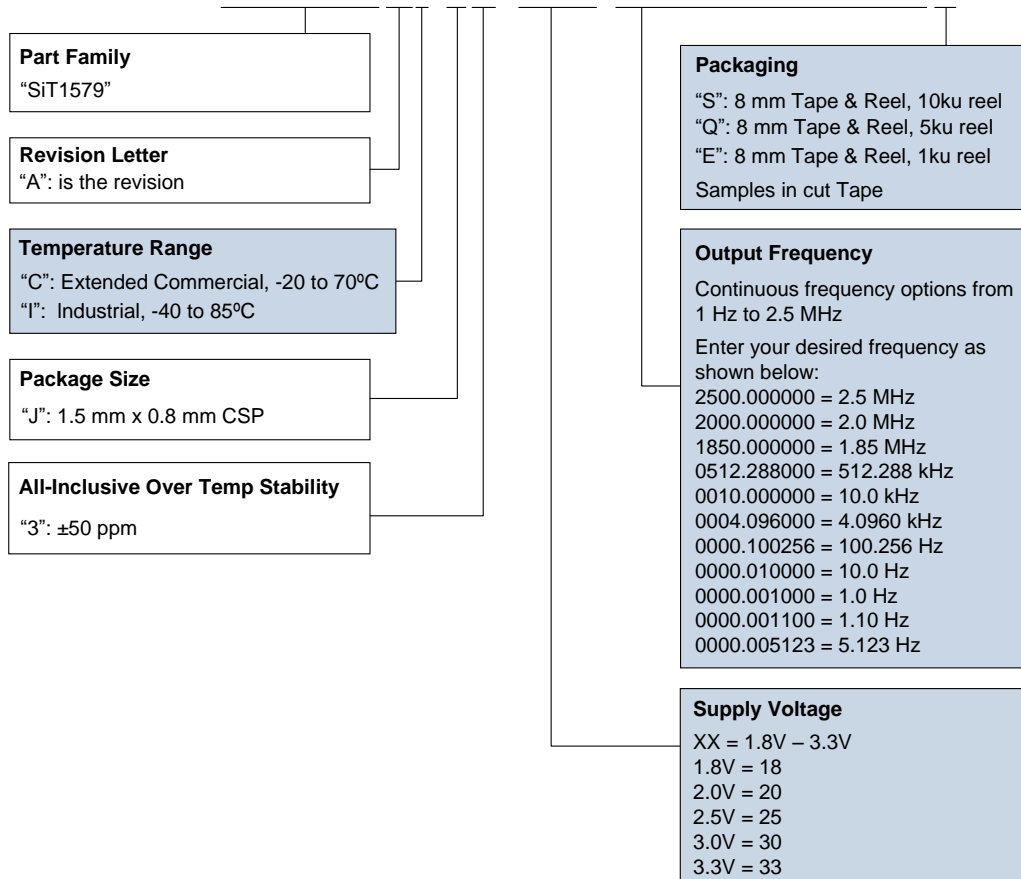 Part Family
“SiT1579”
Revision Letter
“A”: is the revision
Temperature Range
“C”: Extended Commercial, -20 to 70ºC
“I”: Industrial, -40 to 85ºC
Package Size
“J”: 1.5 mm x 0.8 mm CSP
All-Inclusive Over Temp Stability
“3”: ±50 ppm
Packaging
“S”: 8 mm Tape & Reel, 10ku reel
“Q”: 8 mm Tape & Reel, 5ku reel
“E”: 8 mm Tape & Reel, 1ku reel
Samples in cut Tape
Output Frequency
Continuous frequency options from
1 Hz to 2.5 MHz
Enter your desired frequency as
shown below:
2500.000000 = 2.5 MHz
2000.000000 = 2.0 MHz
1850.000000 = 1.85 MHz
0512.288000 = 512.288 kHz
0010.000000 = 10.0 kHz
0004.096000 = 4.0960 kHz
0000.100256 = 100.256 Hz
0000.010000 = 10.0 Hz
0000.001000 = 1.0 Hz
0000.001100 = 1.10 Hz
0000.005123 = 5.123 Hz
Supply Voltage
XX = 1.8V – 3.3V
1.8V = 18
2.0V = 20
2.5V = 25
3.0V = 30
3.3V = 33